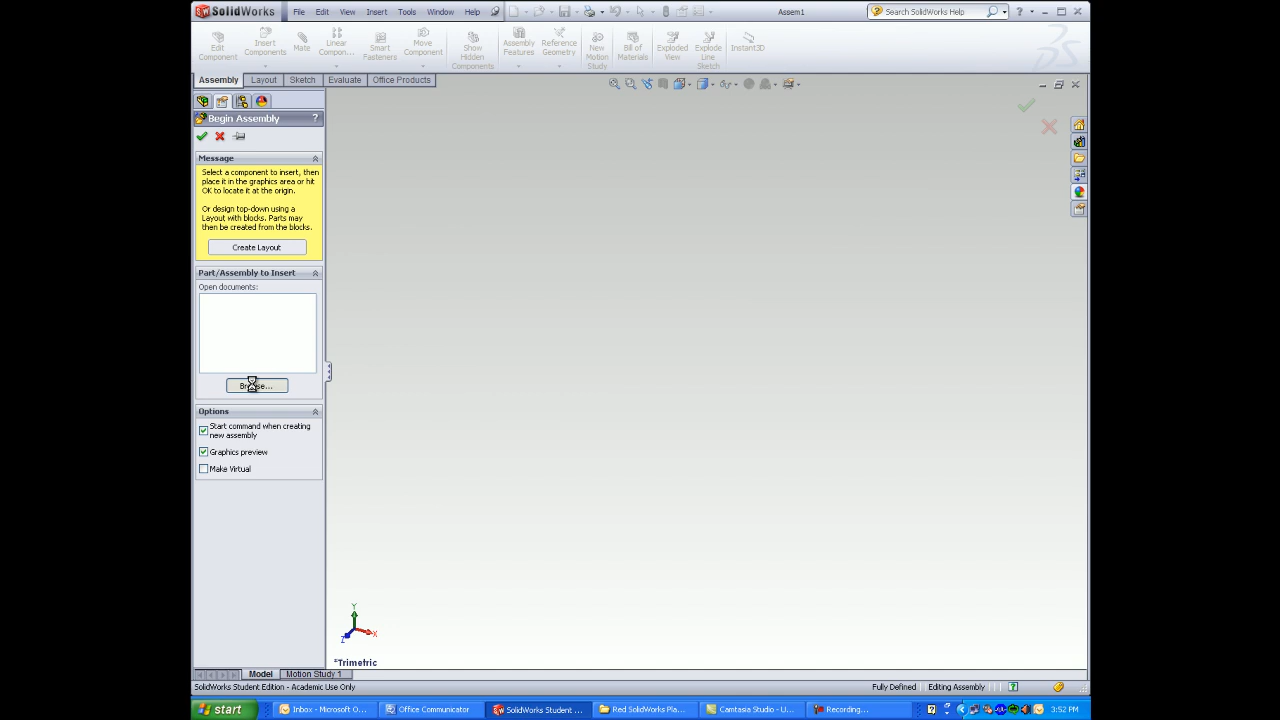 SolidWorks File Edit View Insert Tools Window Help Assem1 Search SolidWorks Help
Edit Component Insert Components Mate Linear Compon... Smart Fasteners Move Component Show Hidden Components Assembly Features Reference Geometry New Motion Study Bill of Materials Exploded View Explode Line Sketch Instant3D
Assembly Layout Sketch Evaluate Office Products
Begin Assembly ?
Message
Select a component to insert, then
place it in the graphics area or hit
OK to locate it at the origin.
Or design top-down using a
Layout with blocks. Parts may
then be created from the blocks.
Create Layout
Part/Assembly to Insert
Open documents:
Browse...
Options
Start command when creating
new assembly
Graphics preview
Make Virtual
Y
X
Z
*Trimetric
Model Motion Study 1
SolidWorks Student Edition - Academic Use Only Fully Defined Editing Assembly
start Inbox - Microsoft O... Office Communicator SolidWorks Student ... Red SolidWorks Pla... Camtasia Studio - U... Recording... 3:52 PM